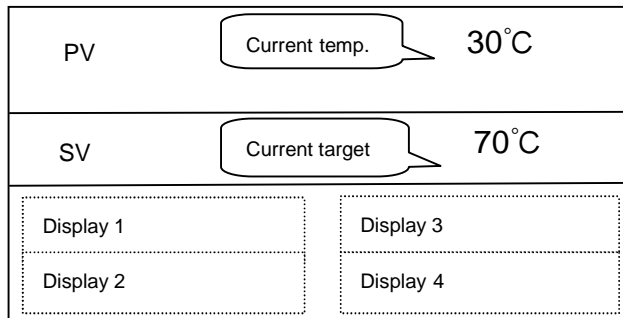 PV Current temp. 30℃
SV Current target 70℃
Display 1 Display 3
Display 2 Display 4